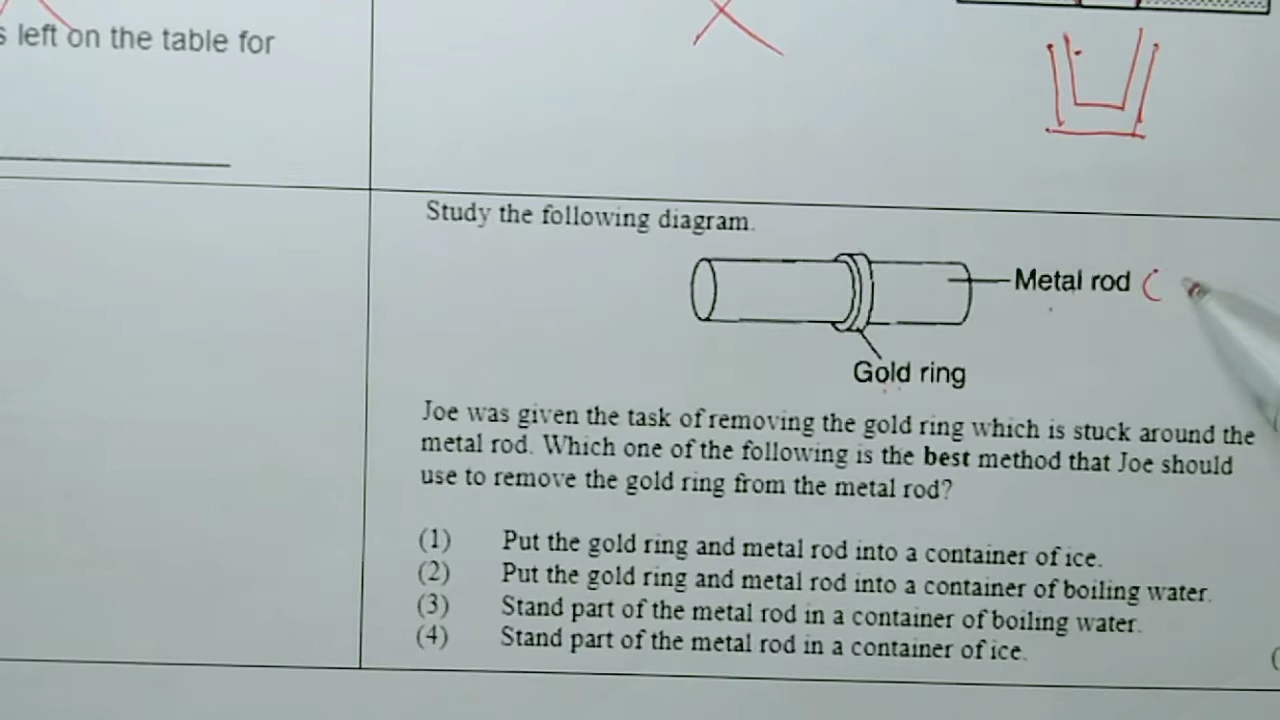 s left on the table for
Study the following diagram.
Metal rod (
Gold ring
Joe was given the task of removing the gold ring which is stuck around the
metal rod. Which one of the following is the best method that Joe should
use to remove the gold ring from the metal rod?
(1) Put the gold ring and metal rod into a container of ice.
(2) Put the gold ring and metal rod into a container of boiling water.
(3) Stand part of the metal rod in a container of boiling water.
(4) Stand part of the metal rod in a container of ice.
(